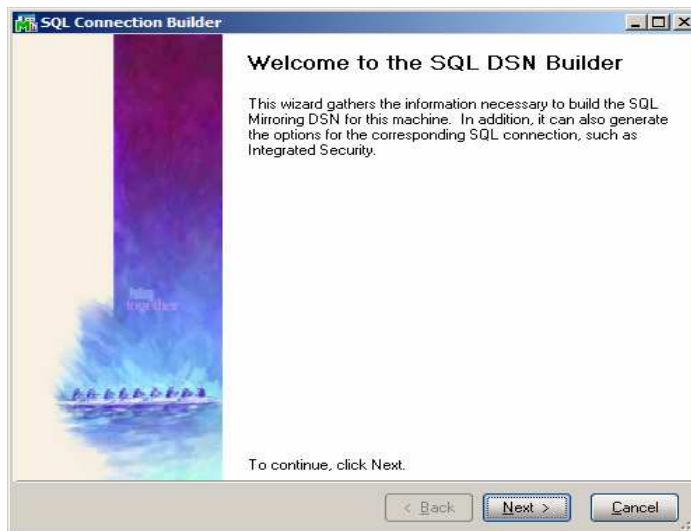 SQL Connection Builder
Welcome to the SQL DSN Builder
This wizard gathers the information necessary to build the SQL
Mirroring DSN for this machine. In addition, it can also generate
the options for the corresponding SQL connection, such as
Integrated Security.
together
To continue, click Next.
< Back
Next >
Cancel